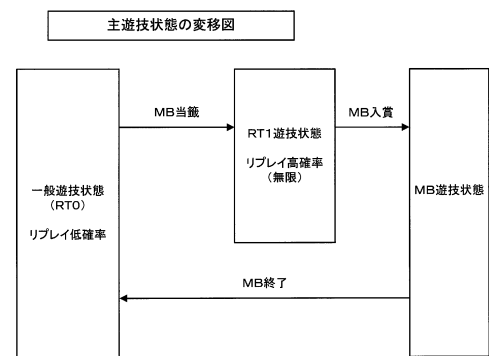 主遊技状態の変移図
MB当籤
MB入賞
RT1遊技状態
リプレイ高確率
(無限)
一般遊技状態
(RT0)
リプレイ低確率
MB遊技状態
MB終了